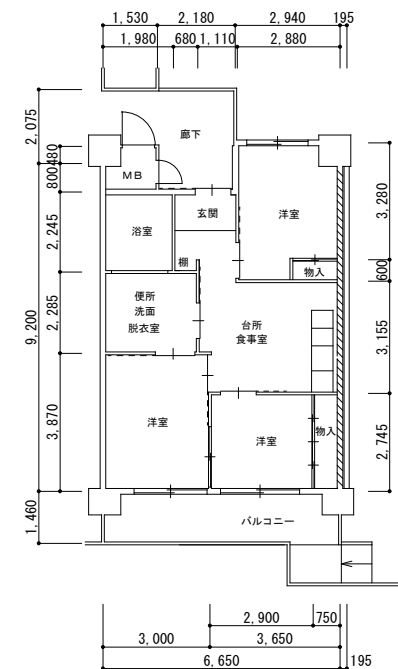 1,530 2,180 2,940 195
1,980 680 1,110 2,880
2,075
480
800
2,245
2,285
9,200
3,870
1,460
3,280
600
3,155
2,745
廊下
MB
玄関
洋室
浴室
棚
物入
便所
洗面
脱衣室
台所
食事室
洋室
洋室
物入
バルコニー
2,900 750
3,000 3,650
6,650 195